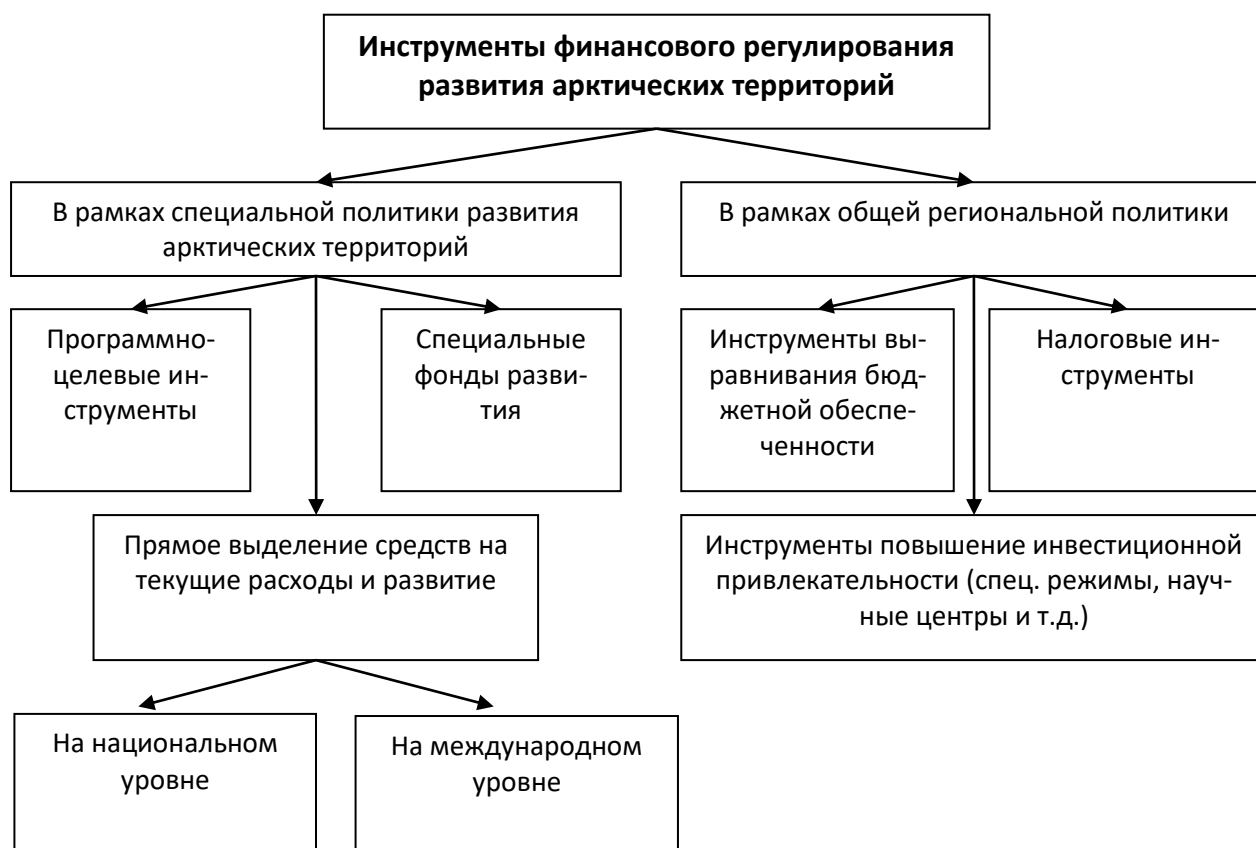 Инструменты финансового регулирования
развития арктических территорий
В рамках специальной политики развития
арктических территорий
В рамках общей региональной политики
Программно-
целевые ин-
струменты
Специальные
фонды разви-
тия
Инструменты вы-
равнивания бюд-
жетной обеспе-
ченности
Налоговые ин-
струменты
Прямое выделение средств на
текущие расходы и развитие
Инструменты повышение инвестиционной
привлекательности (спец. режимы, науч-
ные центры и т.д.)
На национальном
уровне
На международном
уровне